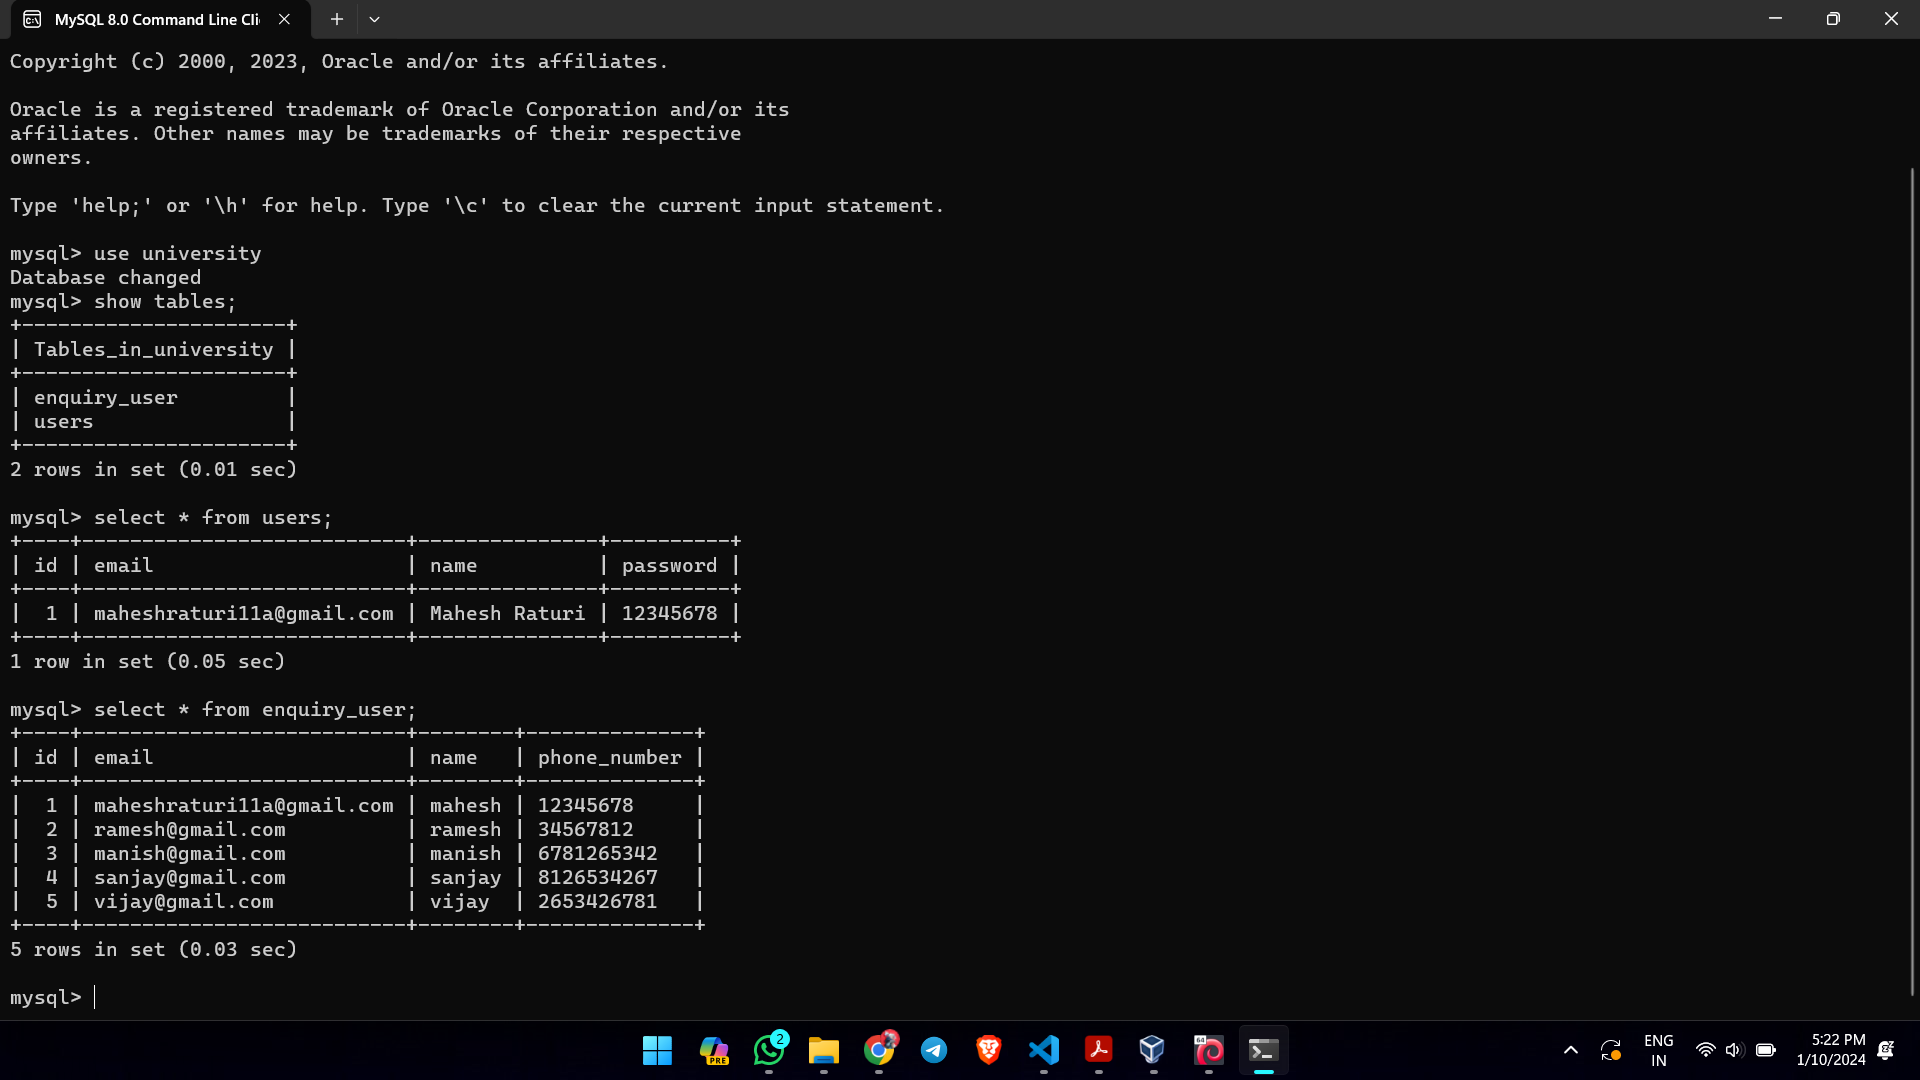 MySQL 8.0 Command Line Cli
Copyright (c) 2000, 2023, Oracle and/or its affiliates.
Oracle is a registered trademark of Oracle Corporation and/or its
affiliates. Other names may be trademarks of their respective
owners.
Type 'help;' or '\h' for help. Type '\c' to clear the current input statement.
mysql> use university
Database changed
mysql> show tables;
+----------------------+
| Tables_in_university |
+----------------------+
| enquiry_user         |
| users                |
+----------------------+
2 rows in set (0.01 sec)
mysql> select * from users;
+----+---------------------------+---------------+----------+
| id | email                     | name          | password |
+----+---------------------------+---------------+----------+
|  1 | maheshraturi11a@gmail.com | Mahesh Raturi | 12345678 |
+----+---------------------------+---------------+----------+
1 row in set (0.05 sec)
mysql> select * from enquiry_user;
+----+---------------------------+--------+--------------+
| id | email                     | name   | phone_number |
+----+---------------------------+--------+--------------+
|  1 | maheshraturi11a@gmail.com | mahesh | 12345678     |
|  2 | ramesh@gmail.com          | ramesh | 34567812     |
|  3 | manish@gmail.com          | manish | 6781265342   |
|  4 | sanjay@gmail.com          | sanjay | 8126534267   |
|  5 | vijay@gmail.com           | vijay  | 2653426781   |
+----+---------------------------+--------+--------------+
5 rows in set (0.03 sec)
mysql>
PRE
2
64
ENG
IN
5:22 PM
1/10/2024